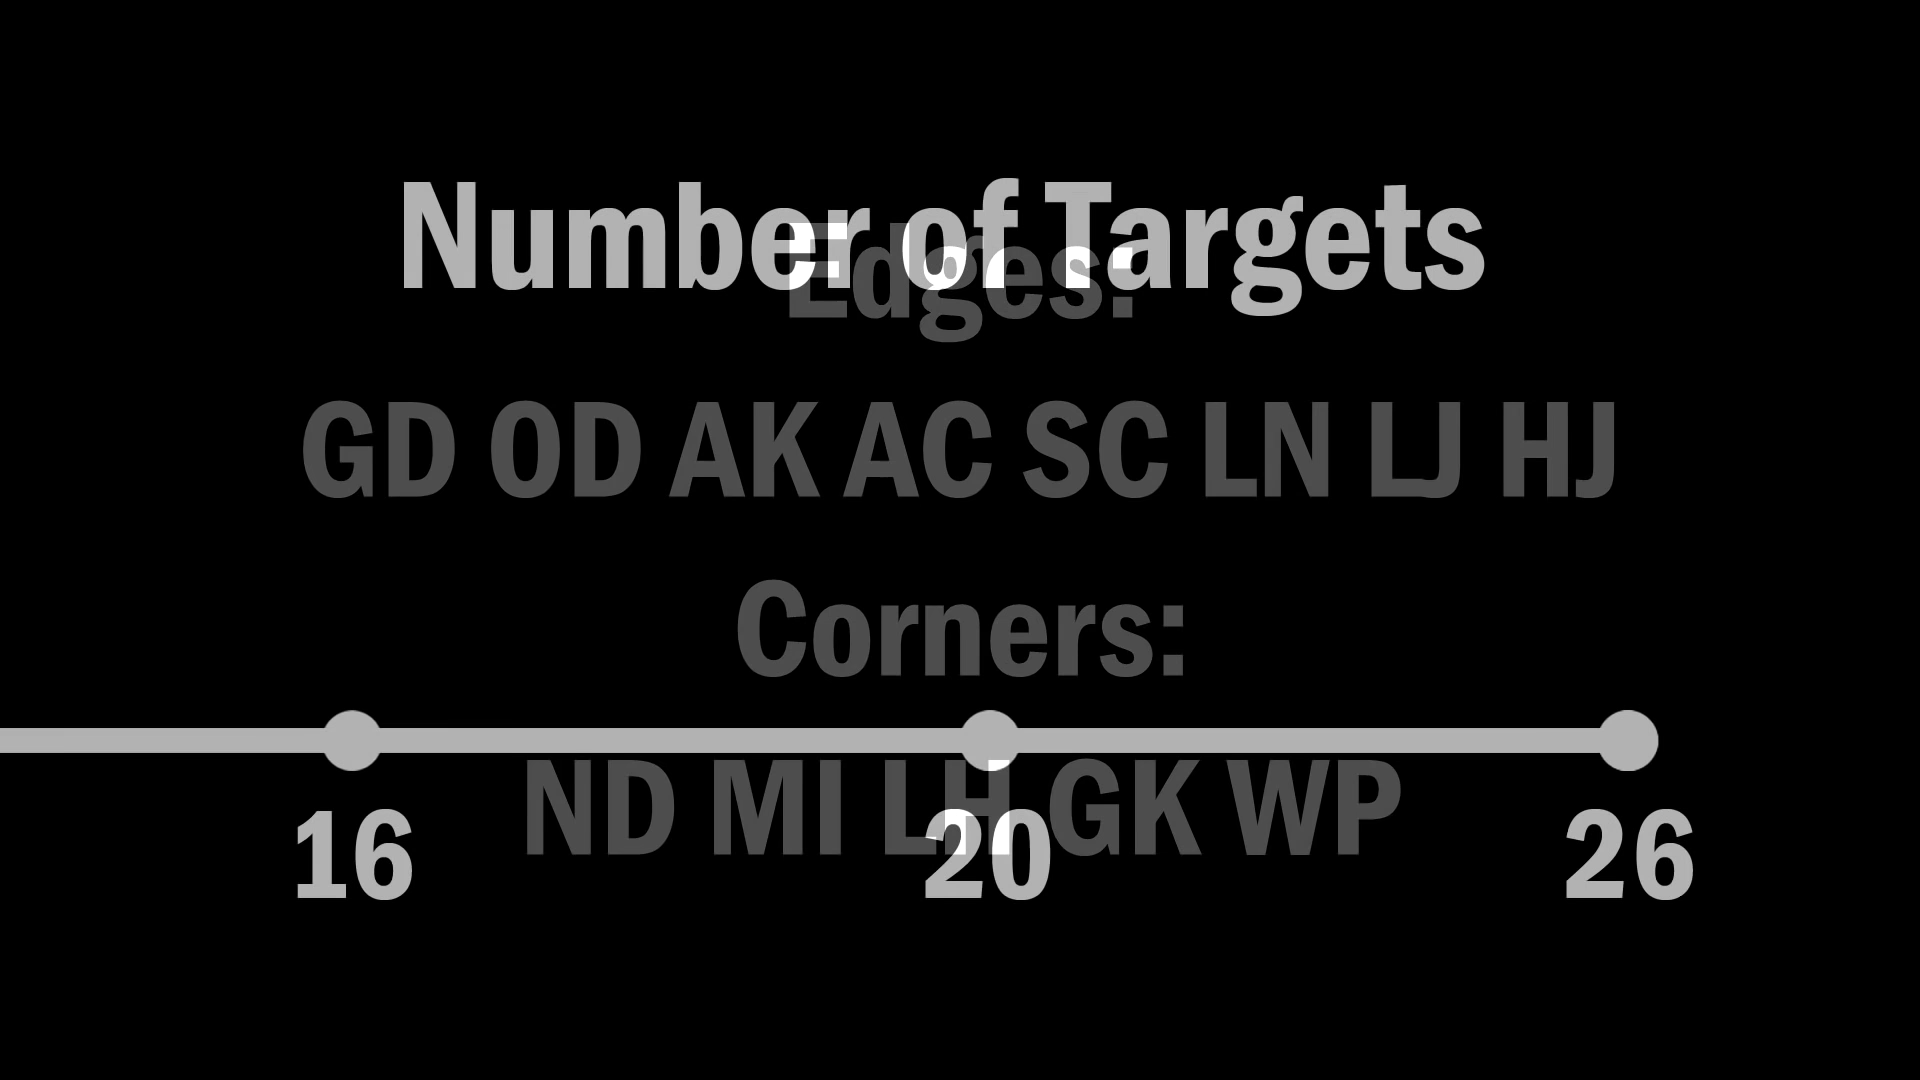 Number of Targets
Edges:
GD OD AK AC SC LN LJ HJ
Corners:
ND MI LH GK WP
16 20 26